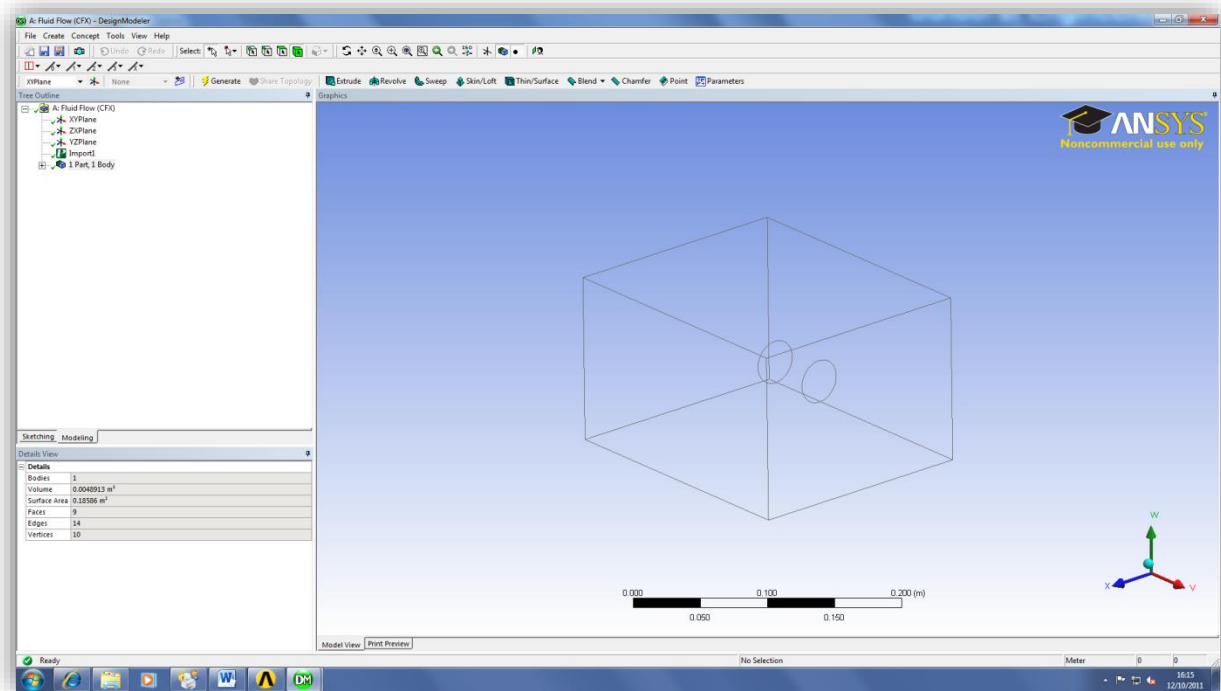 A: Fluid Flow (CFX) - DesignModeler
File Create Concept Tools View Help
Undo Redo Select:
XYPlane None Generate Share Topology Extrude Revolve Sweep Skin/Loft Thin/Surface Blend Chamfer Point Parameters
Tree Outline
A: Fluid Flow (CFX)
XYPlane
ZXPlane
YZPlane
Import1
1 Part, 1 Body
Sketching Modeling
Details View
Details
Bodies 1
Volume 0.0048913 m³
Surface Area 0.18586 m²
Faces 9
Edges 14
Vertices 10
Graphics
ANSYS
Noncommercial use only
W
X V
0.000 0.100 0.200 (m)
0.050 0.150
Model View Print Preview
Ready No Selection Meter 0 0
W DM
16:15
12/10/2011